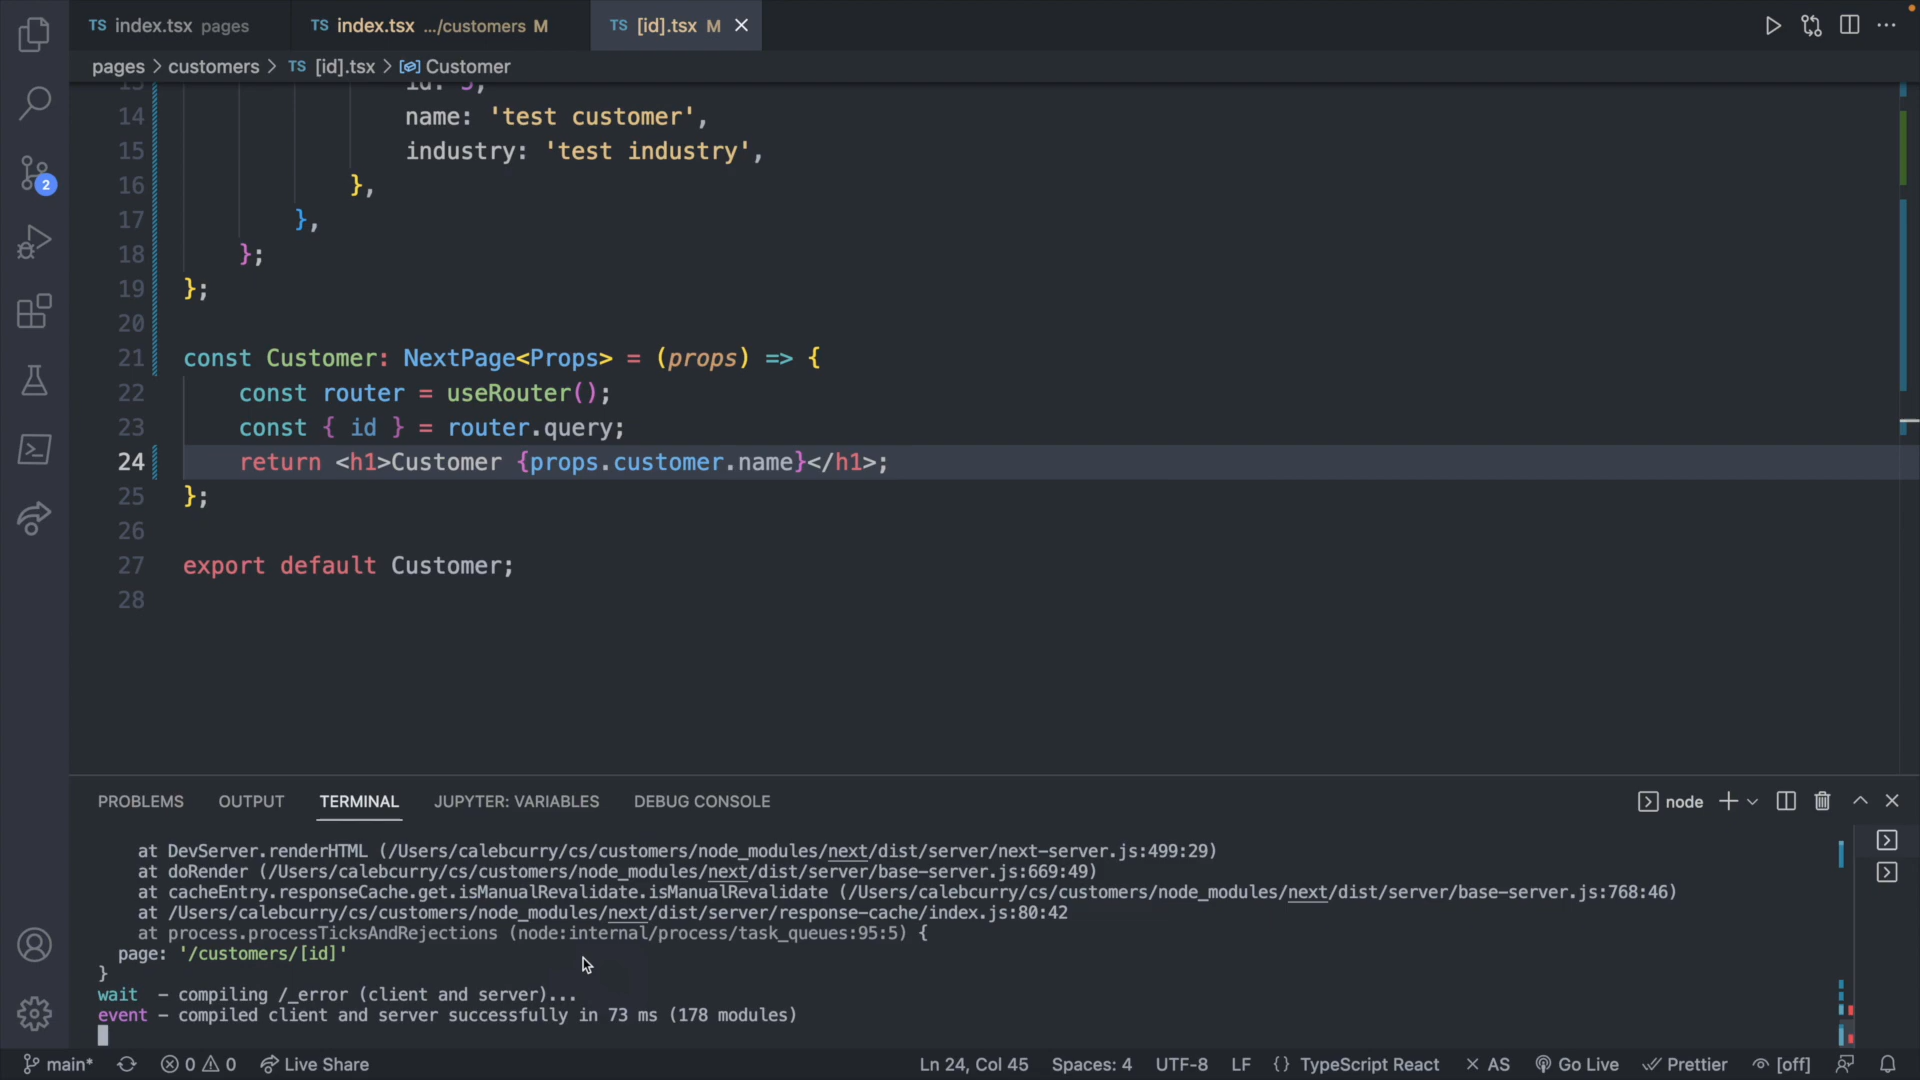 TS index.tsx pages TS index.tsx .../customers M TS [id].tsx M
pages > customers > TS [id].tsx > Customer
13 id: 5,
14 name: 'test customer',
15 industry: 'test industry',
16 },
17 },
18 };
19 };
20
21 const Customer: NextPage<Props> = (props) => {
22 const router = useRouter();
23 const { id } = router.query;
24 return <h1>Customer {props.customer.name}</h1>;
25 };
26
27 export default Customer;
28
2
PROBLEMS OUTPUT TERMINAL JUPYTER: VARIABLES DEBUG CONSOLE node
at DevServer.renderHTML (/Users/calebcurry/cs/customers/node_modules/next/dist/server/next-server.js:499:29)
at doRender (/Users/calebcurry/cs/customers/node_modules/next/dist/server/base-server.js:669:49)
at cacheEntry.responseCache.get.isManualRevalidate.isManualRevalidate (/Users/calebcurry/cs/customers/node_modules/next/dist/server/base-server.js:768:46)
at /Users/calebcurry/cs/customers/node_modules/next/dist/server/response-cache/index.js:80:42
at process.processTicksAndRejections (node:internal/process/task_queues:95:5) {
page: '/customers/[id]'
}
wait – compiling /_error (client and server)...
event – compiled client and server successfully in 73 ms (178 modules)
main* 0 0 Live Share Ln 24, Col 45 Spaces: 4 UTF-8 LF {} TypeScript React AS Go Live Prettier [off]